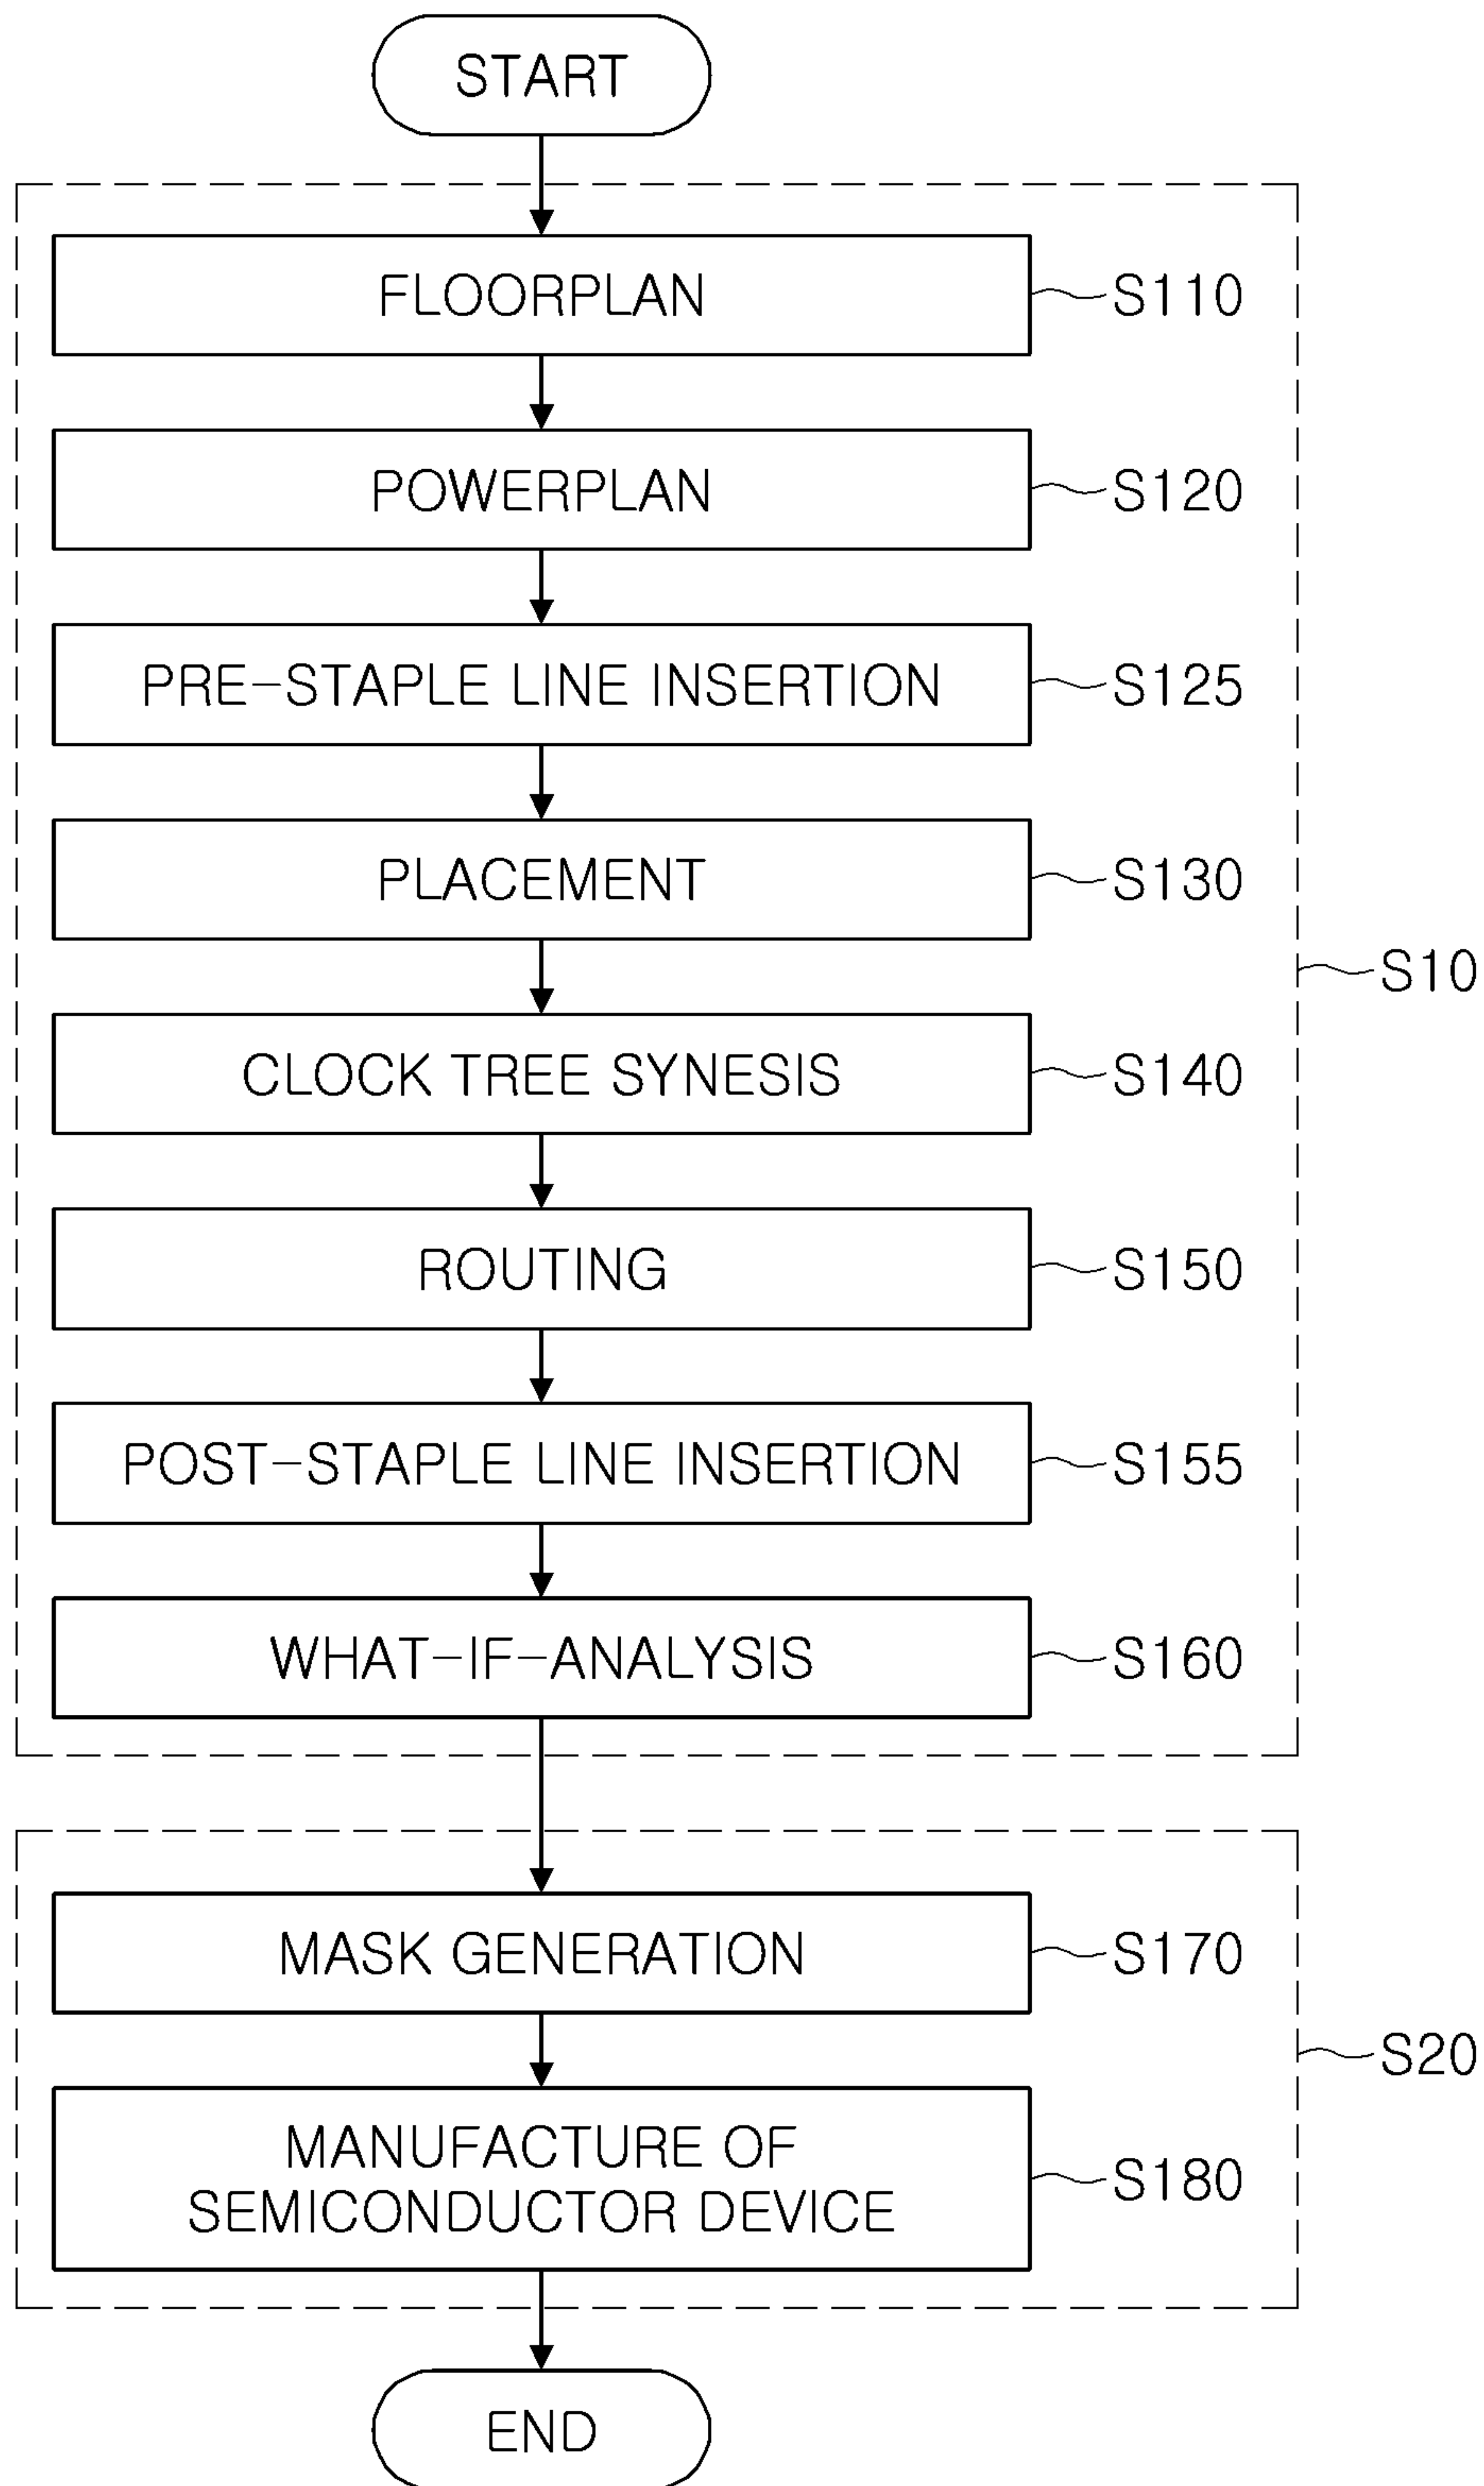 START
FLOORPLAN
S110
POWERPLAN
S120
PRE-STAPLE LINE INSERTION
S125
PLACEMENT
S130
S10
CLOCK TREE SYNESIS
S140
ROUTING
S150
POST-STAPLE LINE INSERTION
S155
WHAT-IF-ANALYSIS
S160
MASK GENERATION
S170
S20
MANUFACTURE OF
SEMICONDUCTOR DEVICE
S180
END